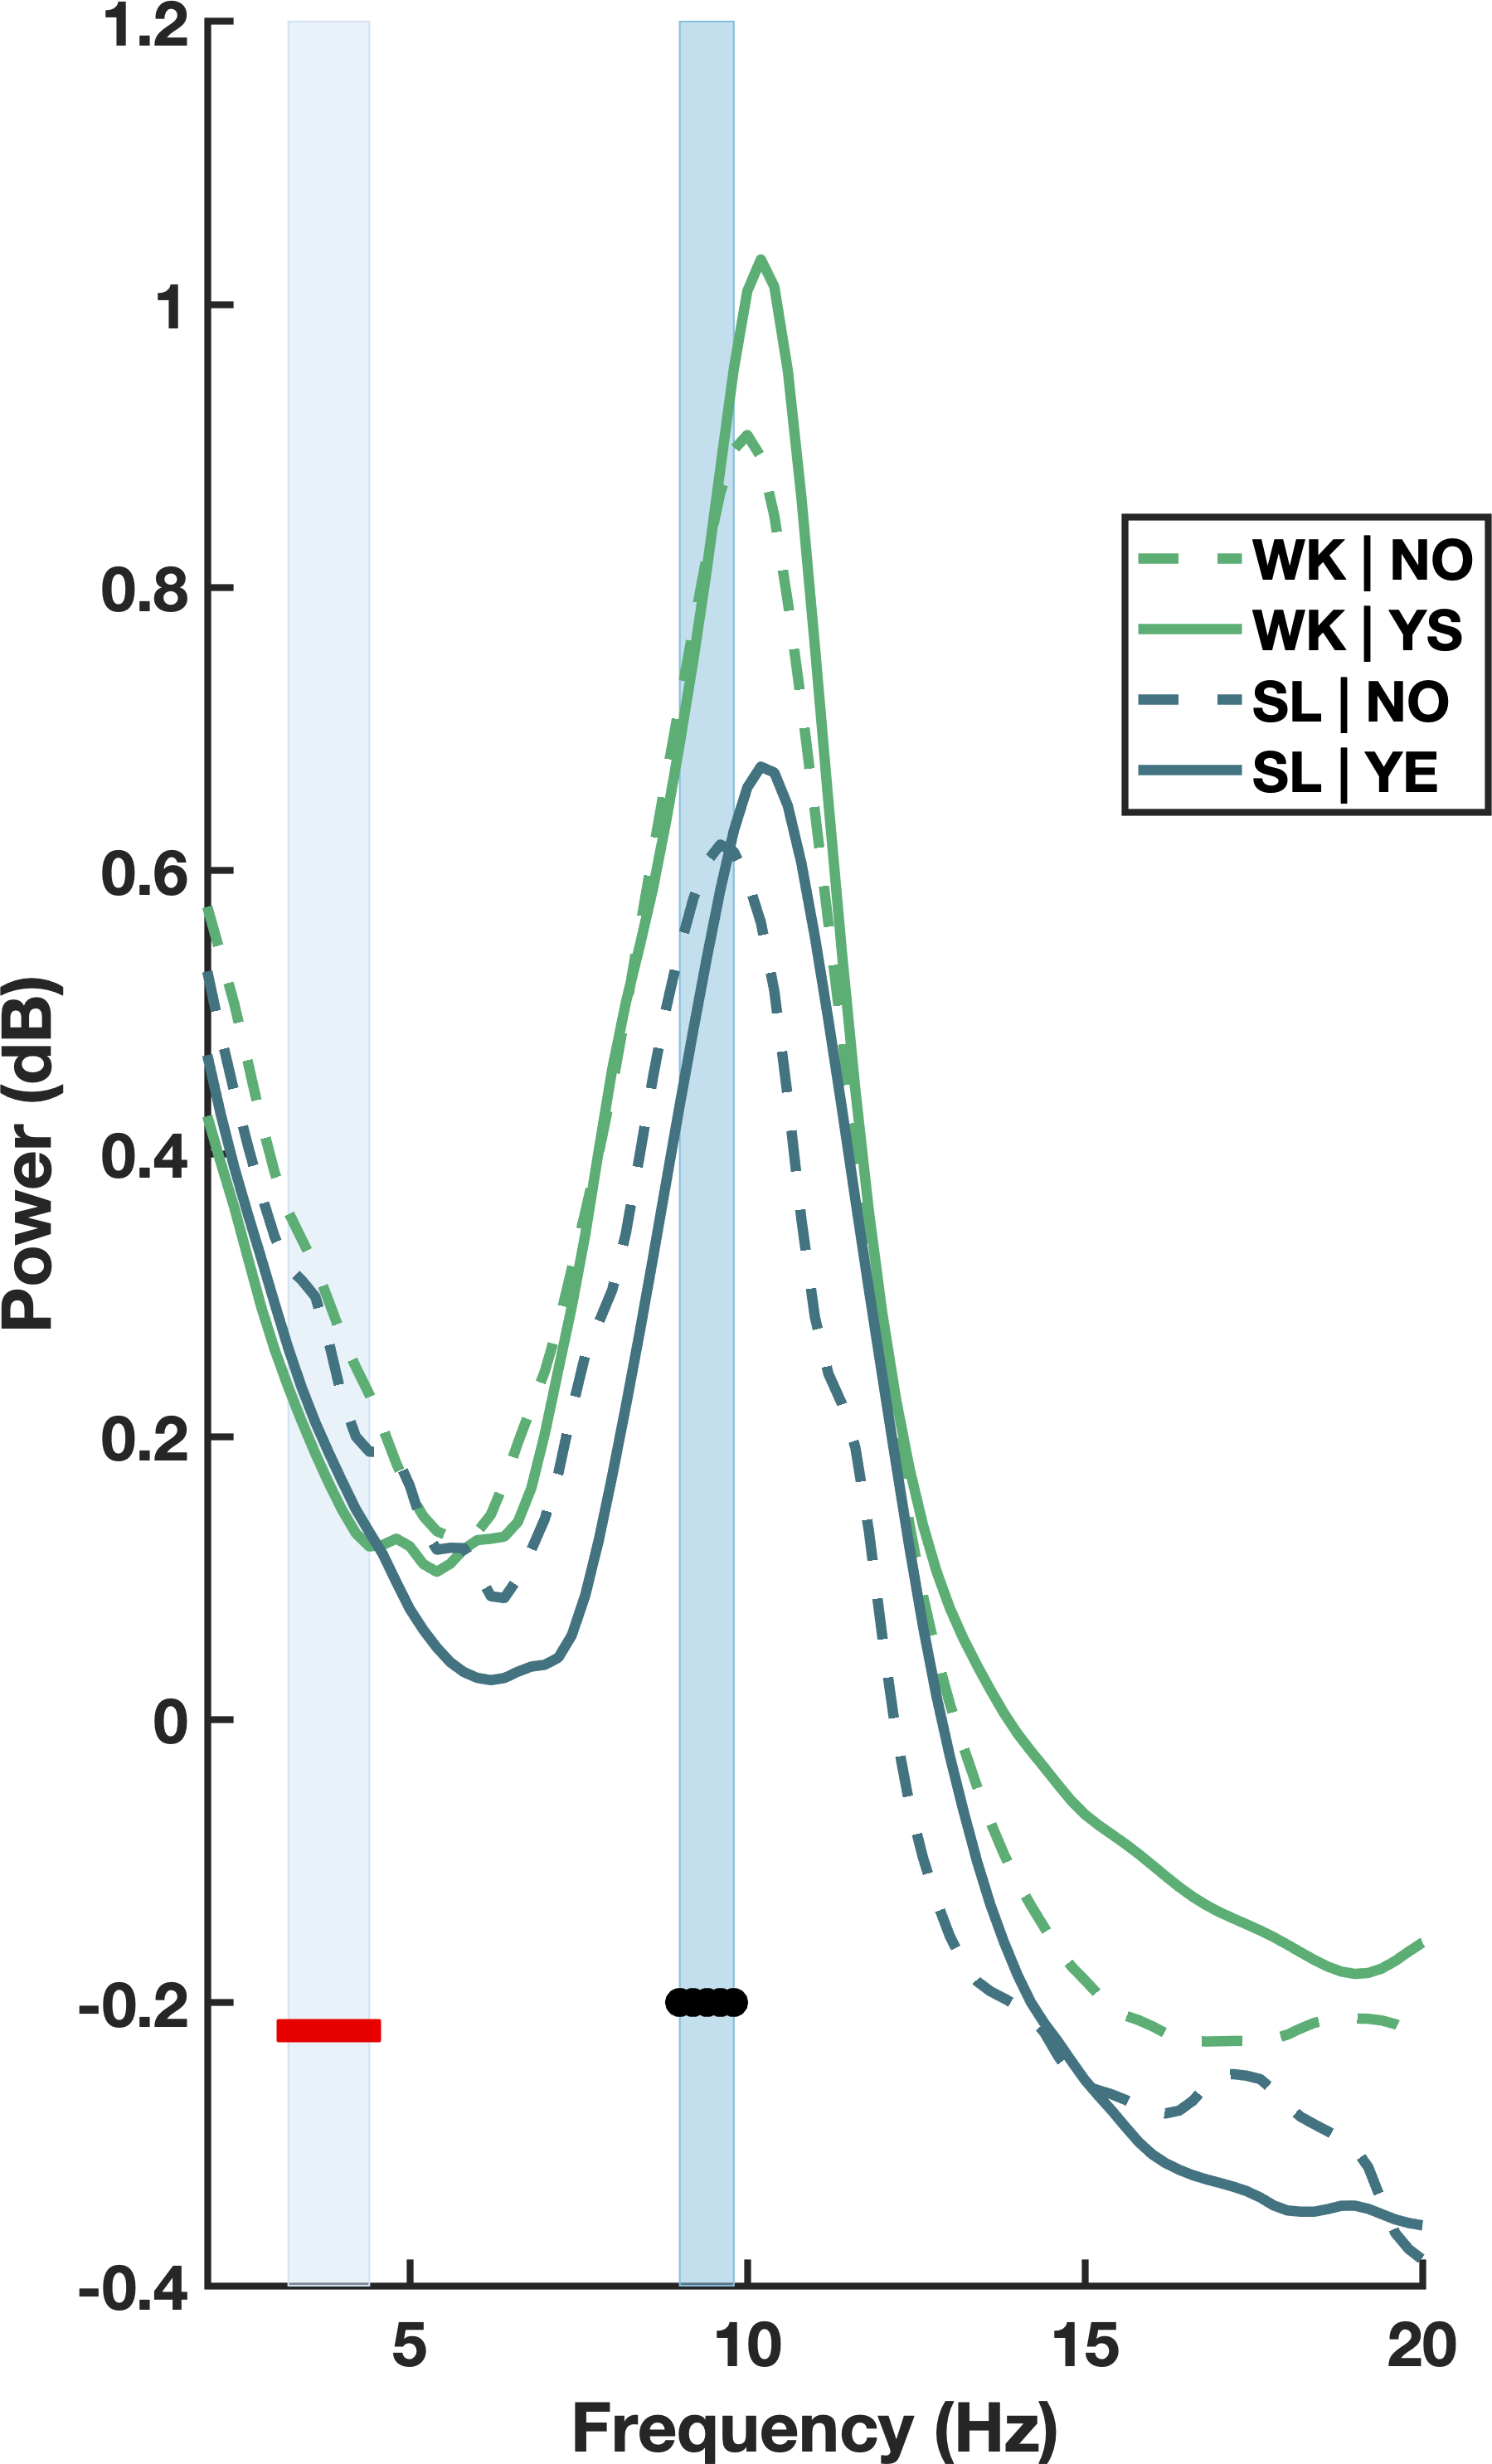 1.2
1
0.8
0.6
0.4
0.2
0
-0.2
-0.4
Power (dB)
WK | NO
WK | YS
SL | NO
SL | YE
5 10 15 20
Frequency (Hz)